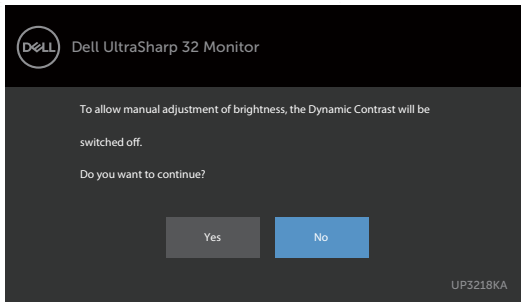 DELL
Dell UltraSharp 32 Monitor
To allow manual adjustment of brightness, the Dynamic Contrast will be
switched off.
Do you want to continue?
Yes
No
UP3218KA